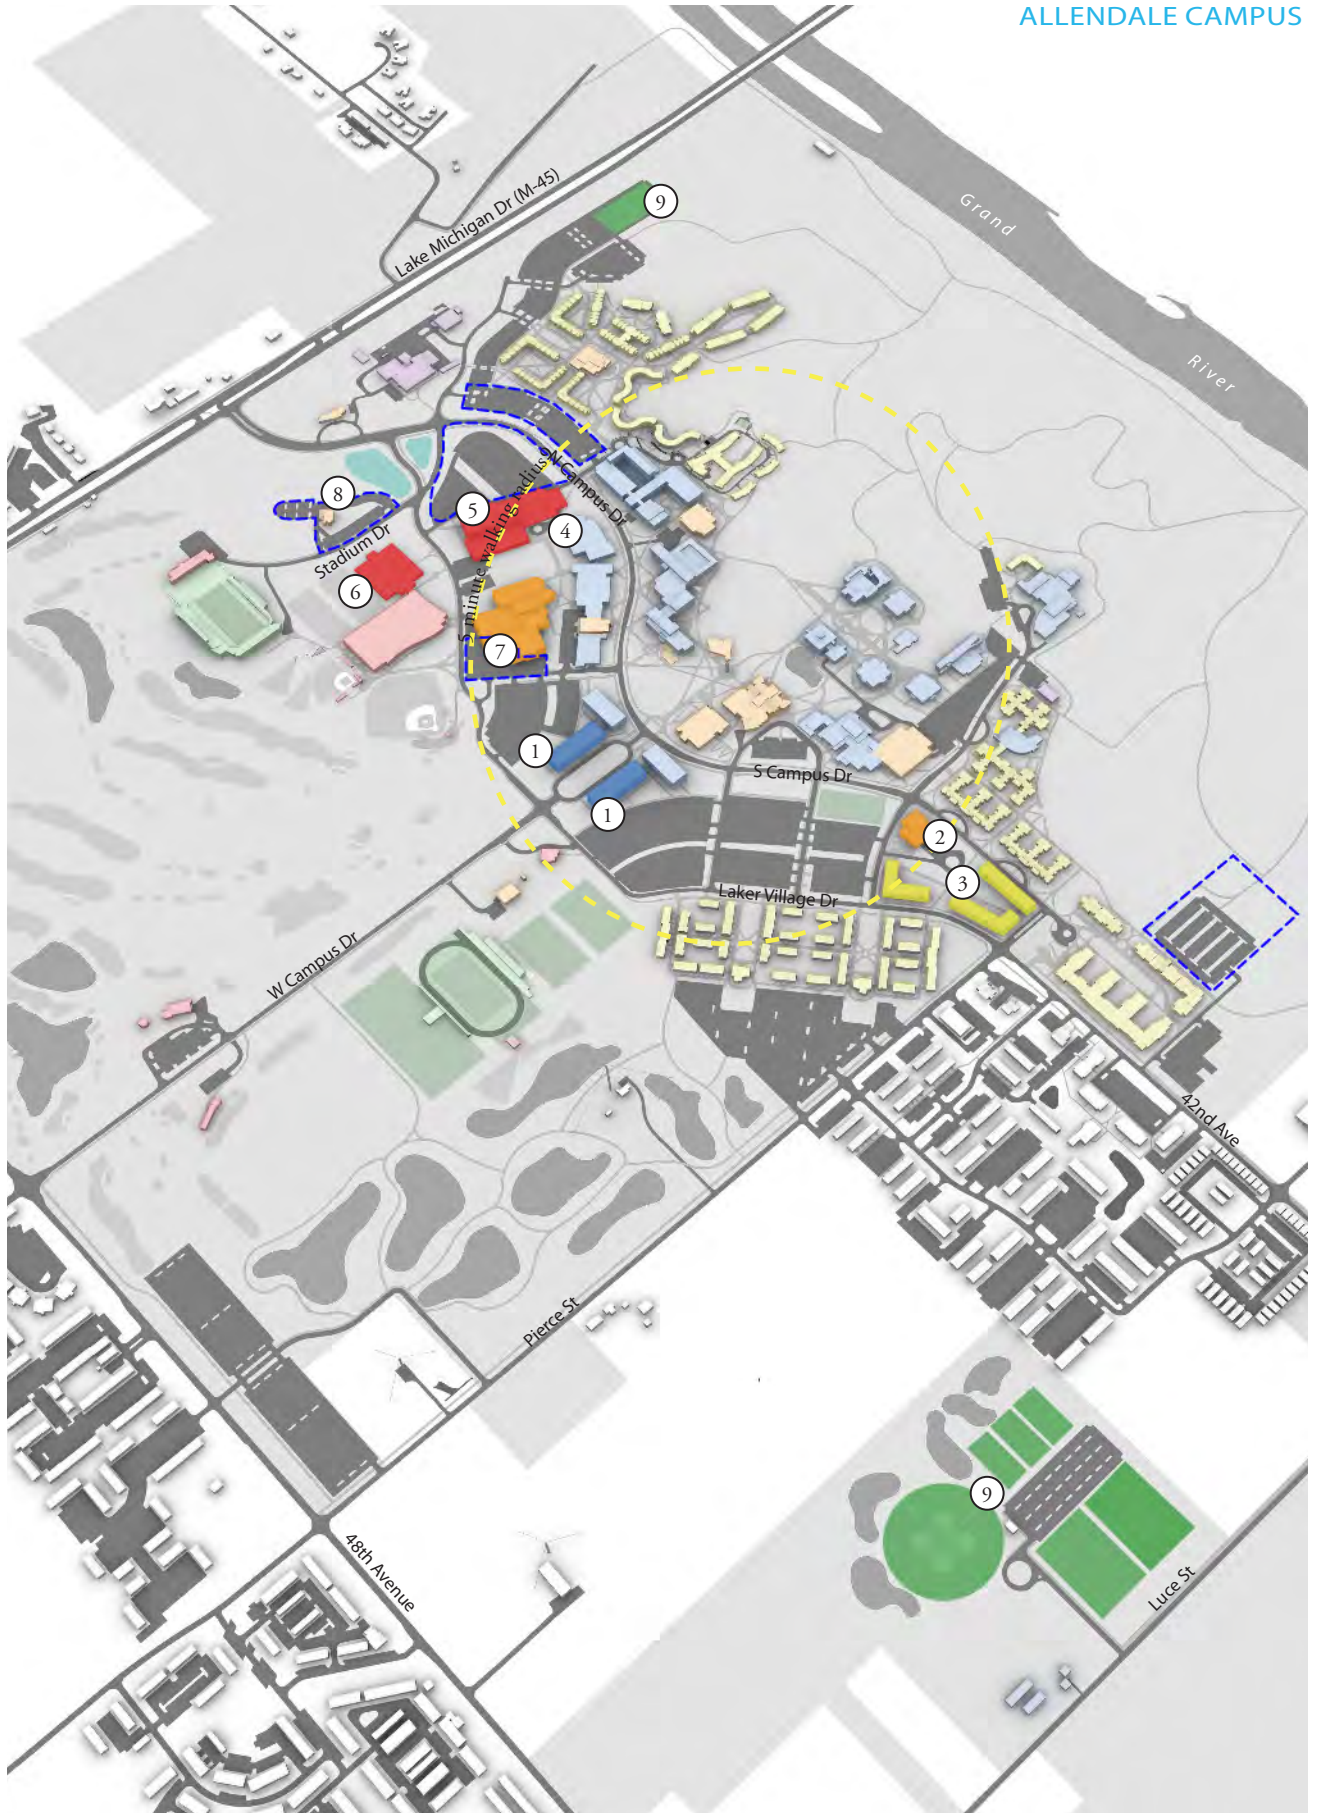 ALLENDALE CAMPUS
Grand
River
Lake Michigan Dr (M-45)
9
N Campus Dr
5 minute walking radius
8
5
4
Stadium Dr
6
7
1
S Campus Dr
1
2
3
Laker Village Dr
W Campus Dr
42nd Ave
Pierce St
9
48th Avenue
Luce St